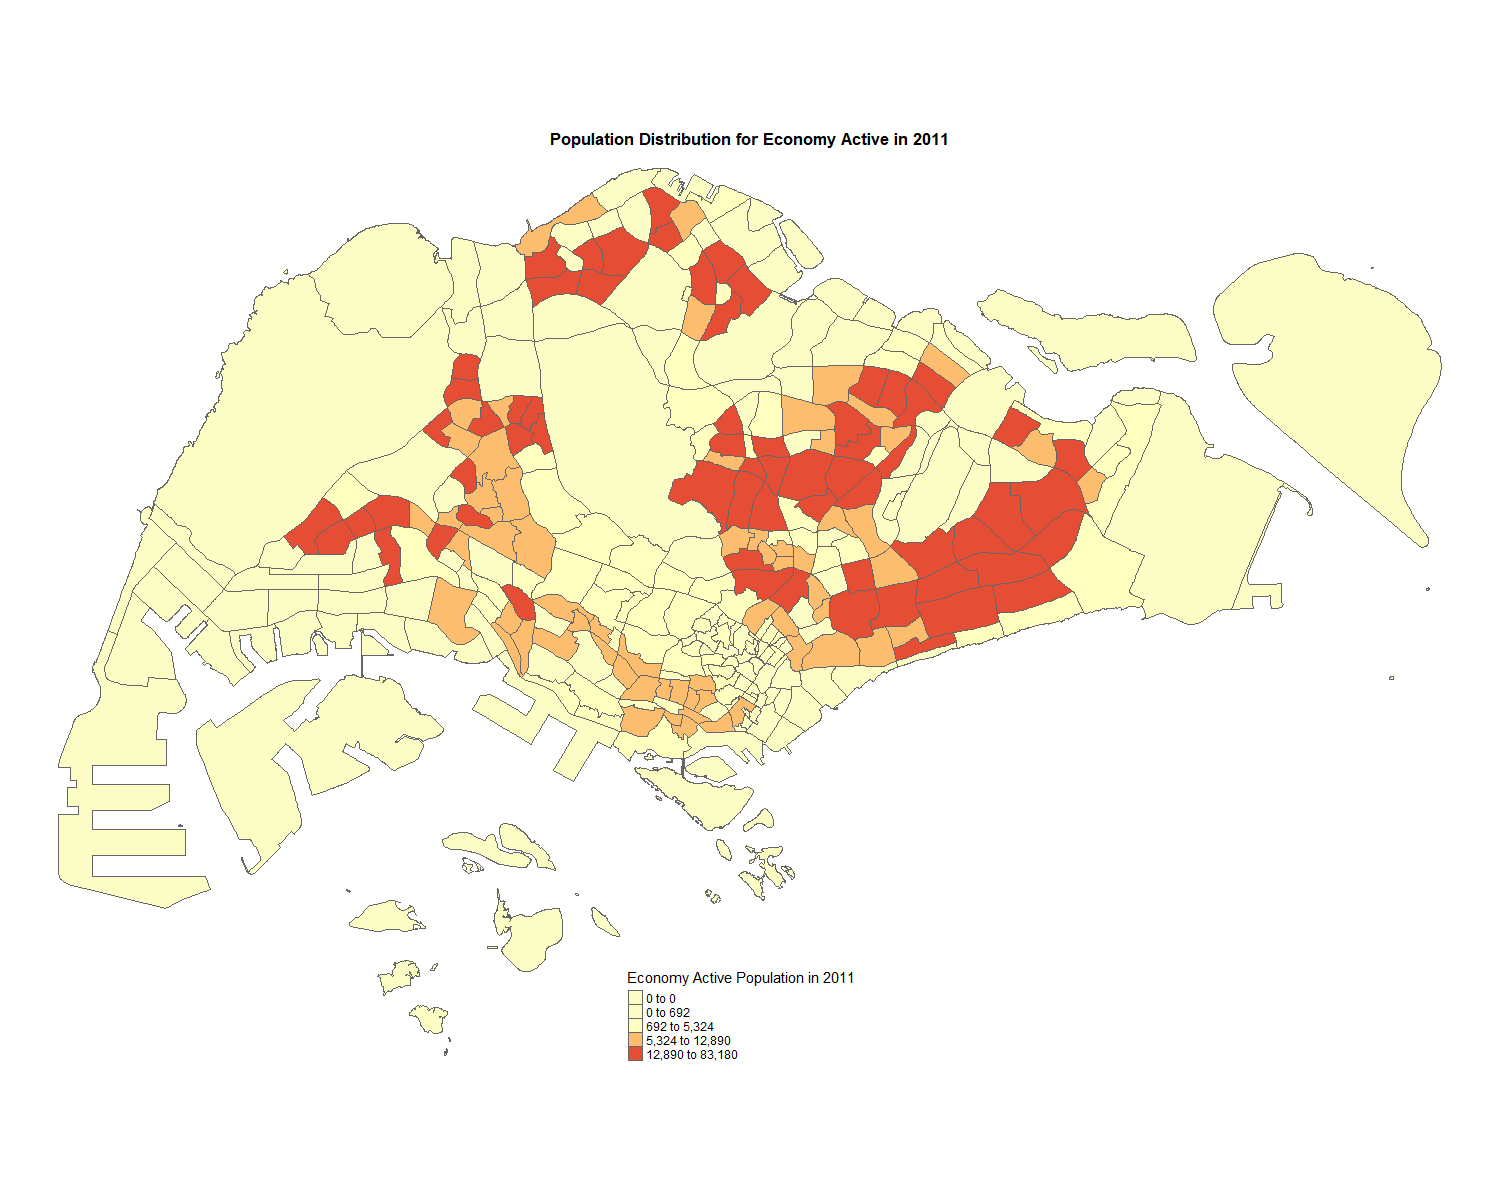 Population Distribution for Economy Active in 2011
Economy Active Population in 2011
0 to 0
0 to 692
692 to 5,324
5,324 to 12,890
12,890 to 83,180